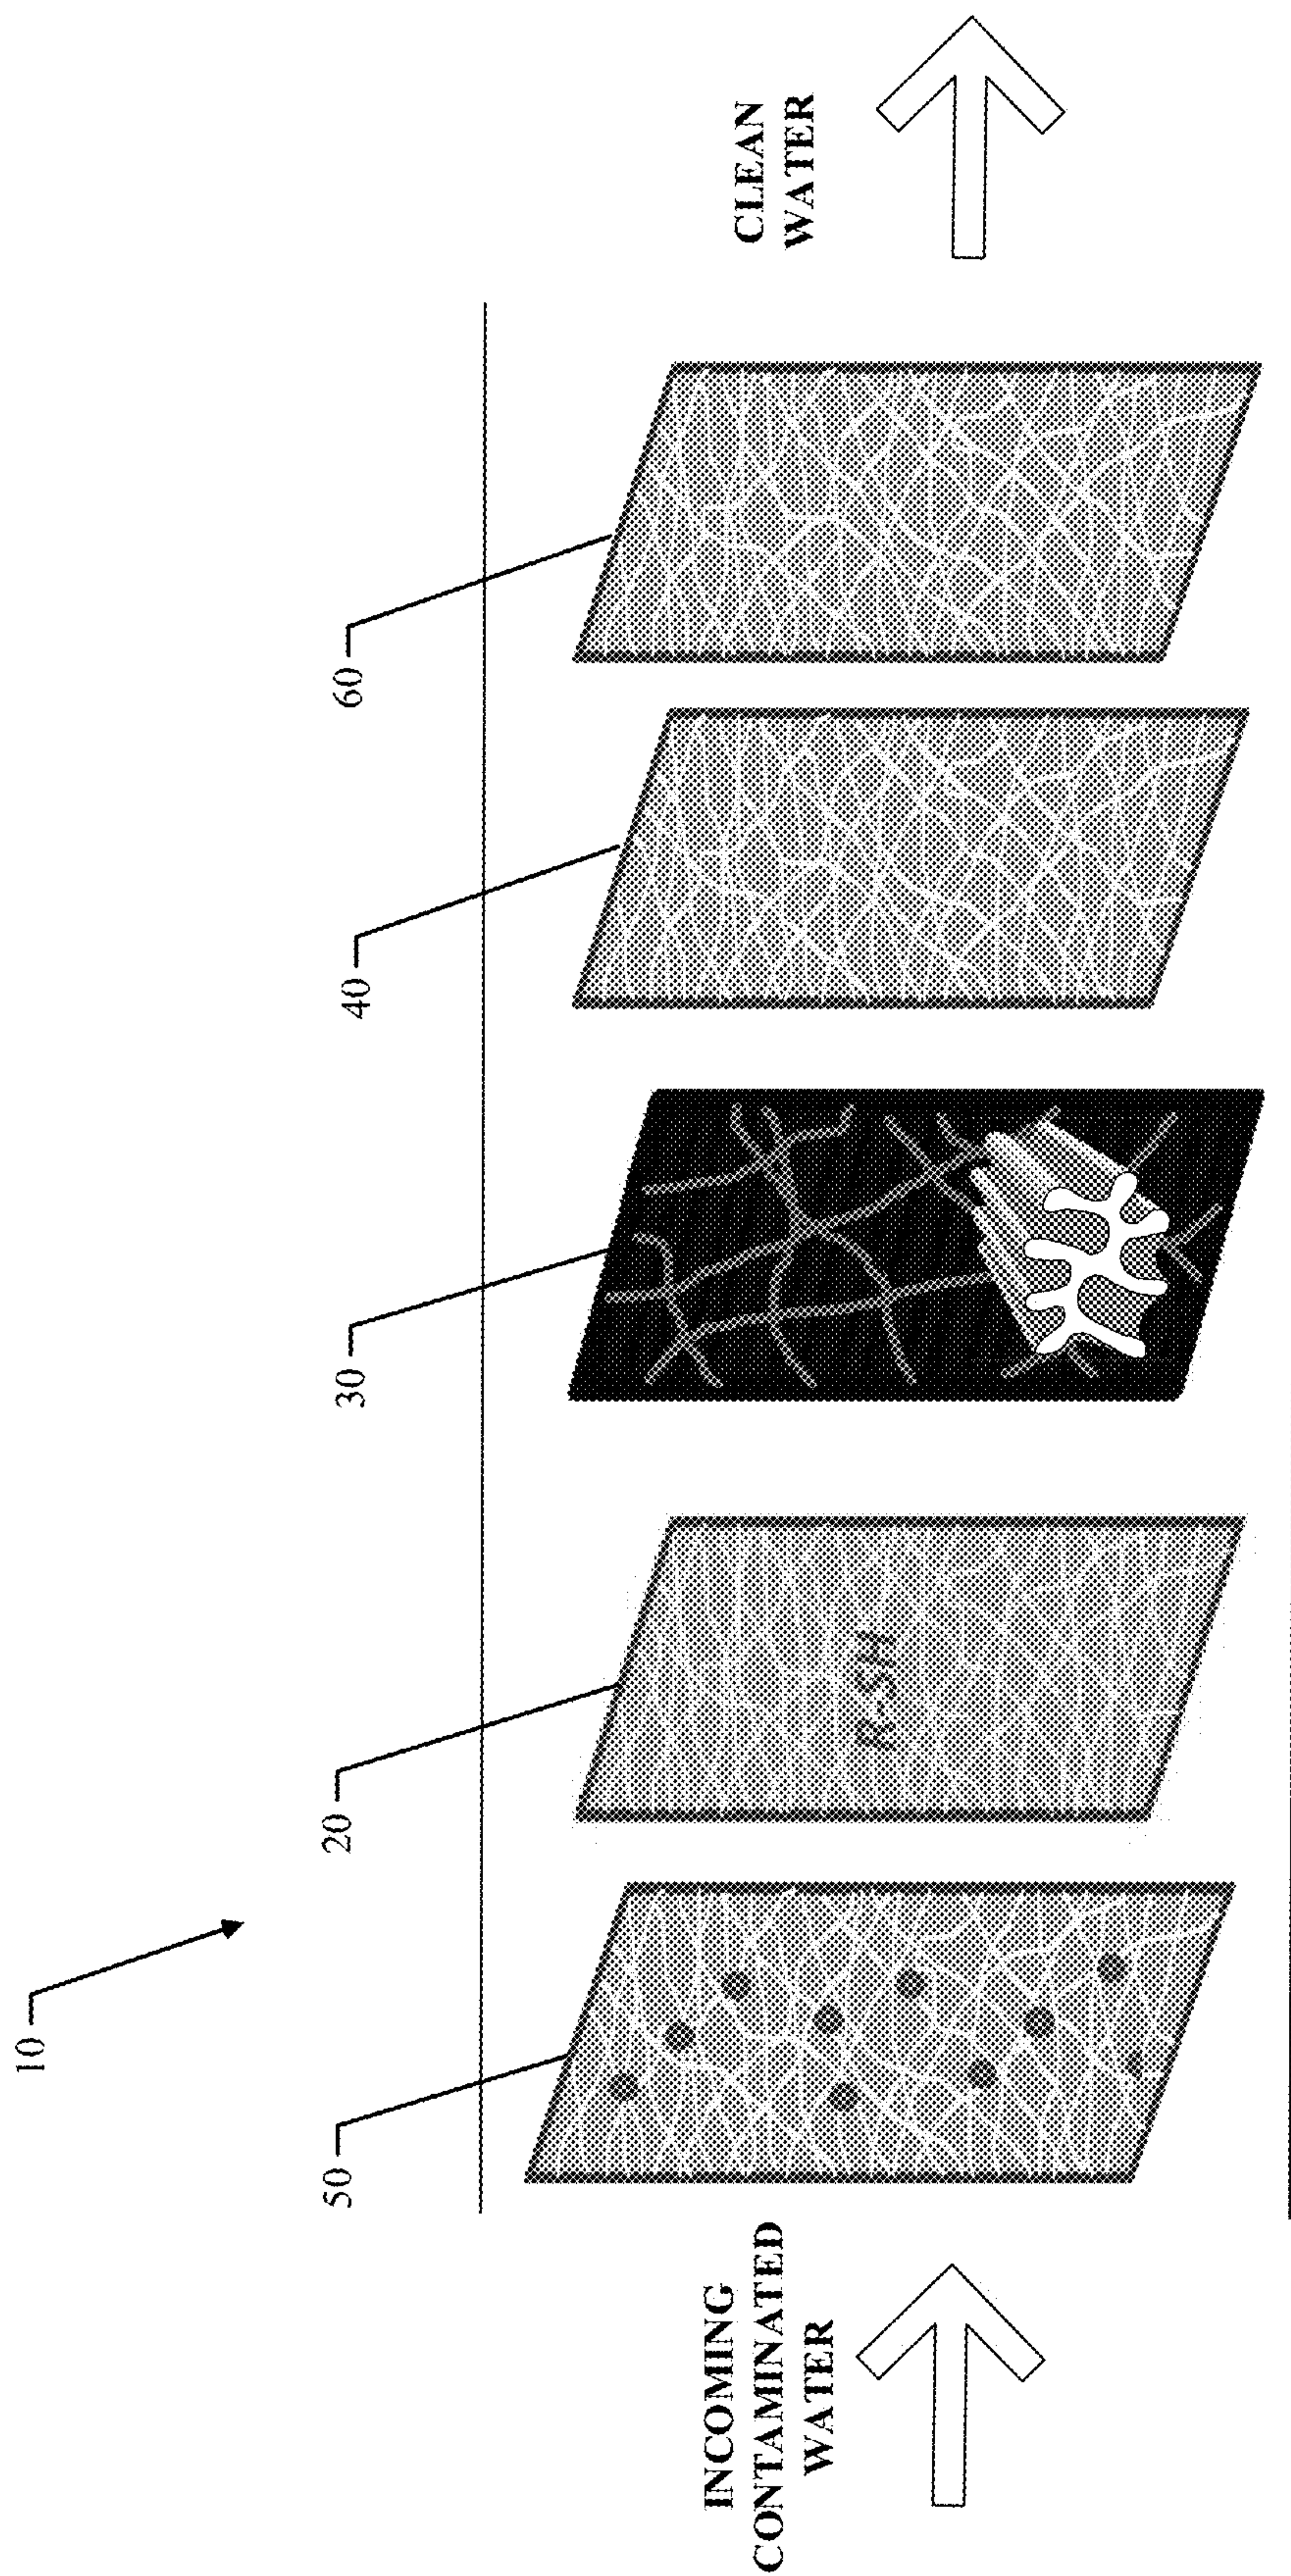 10
50
20
30
40
60
INCOMING
CONTAMINATED
WATER
R-SH
CLEAN
WATER